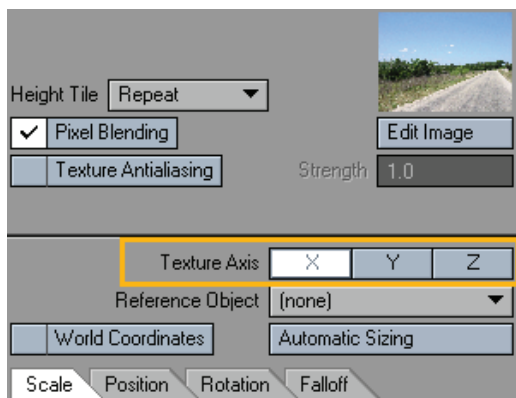 Height Tile Repeat
Pixel Blending Edit Image
Texture Antialiasing Strength 1.0
Texture Axis X Y Z
Reference Object (none)
World Coordinates Automatic Sizing
Scale Position Rotation Falloff